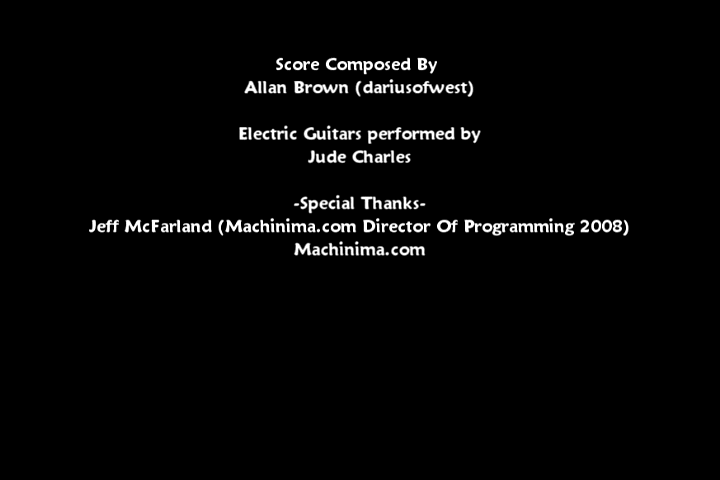 Score Composed By
Allan Brown (dariusofwest)
Electric Guitars performed by
Jude Charles
-Special Thanks-
Jeff McFarland (Machinima.com Director Of Programming 2008)
Machinima.com